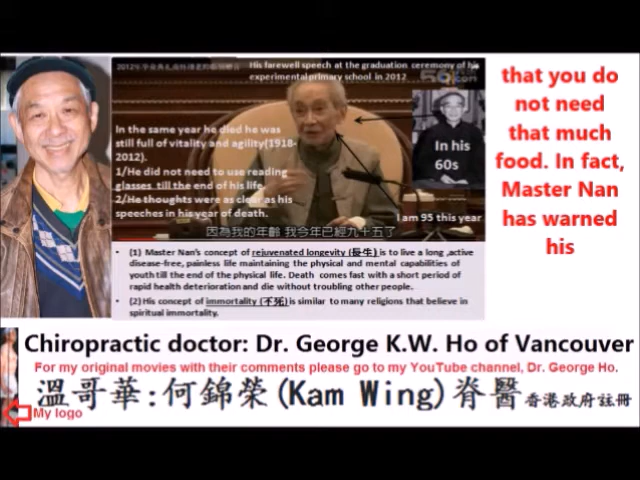 2012
His farewell speech at the graduation ceremony of his
experimental primary school in 2012
56.com
In the same year he died he was
still full of vitality and agility(1918-
2012).
1/He did not need to use reading
glasses till the end of his life.
2/He thoughts were as clear as his
speeches in his year of death.
In his
60s
I am 95 this year
因為我的年齡 我今年已經九十五了
that you do
not need
that much
food. In fact,
Master Nan
has warned
his
(1) Master Nan's concept of rejuvenated longevity (長生) is to live a long ,active
disease-free, painless life maintaining the physical and mental capabilities of
youth till the end of the physical life. Death comes fast with a short period of
rapid health deterioration and die without troubling other people.
(2) His concept of immortality (不死) is similar to many religions that believe in
spiritual immortality.
Chiropractic doctor: Dr. George K.W. Ho of Vancouver
For my original movies with their comments please go to my YouTube channel, Dr. George Ho.
溫哥華:何錦榮(Kam Wing)脊醫香港政府註冊
My logo